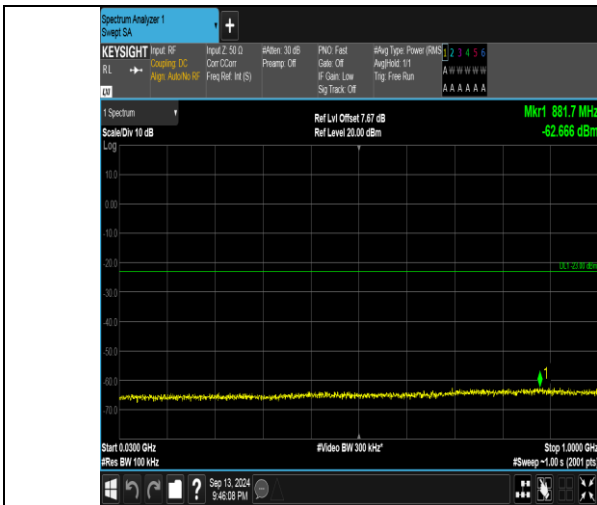 Spectrum Analyzer 1
Swept SA
+
KEYSIGHT Input: RF Input Z: 50 Ω #Atten: 30 dB PNO: Fast #Avg Type: Power (RMS 1 2 3 4 5 6
RL Coupling: DC Corr CCorr Preamp: Off Gate: Off Avg|Hold: 1/1 A W W W W W
Align: Auto/No RF Freq Ref: Int (S) IF Gain: Low Trig: Free Run
LXI Sig Track: Off A A A A A A
1 Spectrum Ref Lvl Offset 7.67 dB Mkr1 881.7 MHz
Scale/Div 10 dB Ref Level 20.00 dBm -62.666 dBm
Log
10.0
0.00
-10.0
-20.0
DL1 -23.00 dBm
-30.0
-40.0
-50.0
1
-60.0
-70.0
Start 0.0300 GHz #Video BW 300 kHz* Stop 1.0000 GHz
#Res BW 100 kHz #Sweep ~1.00 s (2001 pts)
? Sep 13, 2024
9:46:08 PM